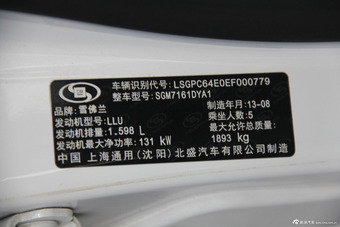 车辆识别代号: LSGPC64E0EF000779
整车型号: SGM7161DYA1
品牌: 雪佛兰 制造年月:13-08
发动机型号: LLU 乘坐人数:5
发动机排量: 1.598 L 最大允许总质量:
发动机最大净功率: 131 kW 1893 kg
中国 上海通用(沈阳)北盛汽车有限公司制造